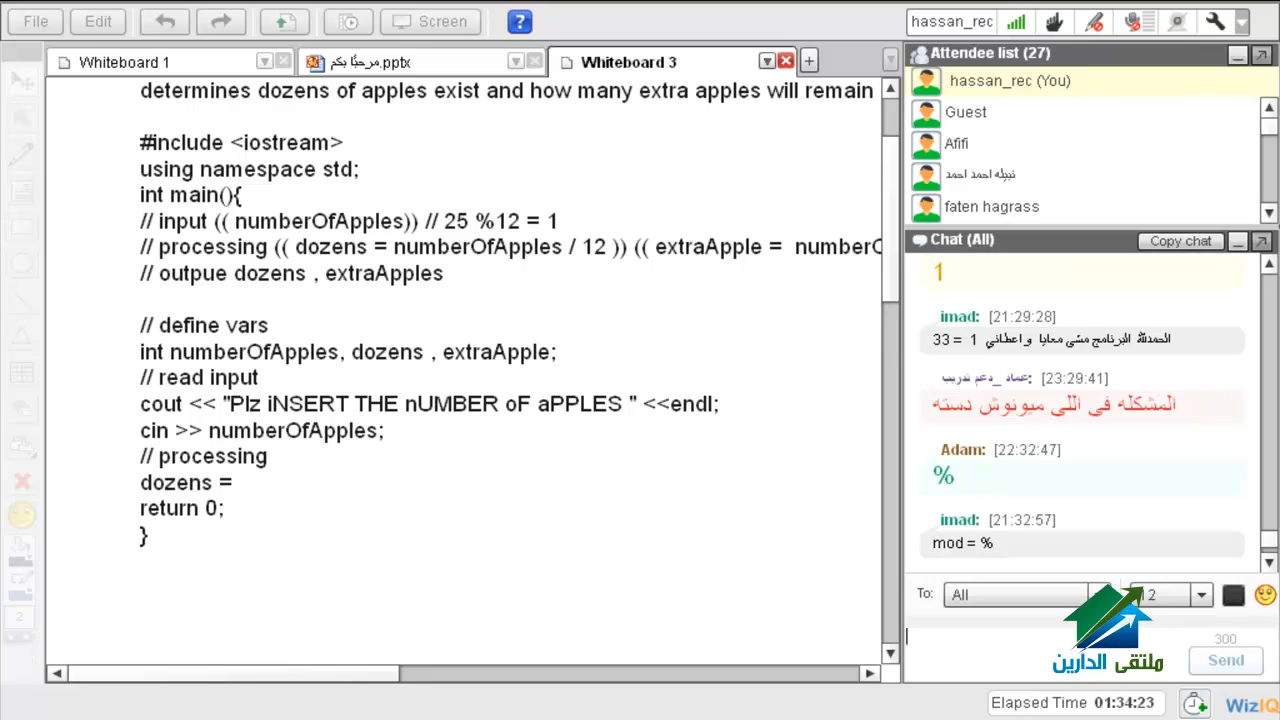 File Edit Screen ? hassan_rec
Whiteboard 1 مرحبًا بكم.pptx Whiteboard 3
determines dozens of apples exist and how many extra apples will remain
#include <iostream>
using namespace std;
int main(){
// input (( numberOfApples)) // 25 %12 = 1
// processing (( dozens = numberOfApples / 12 )) (( extraApple = numberO
// outpue dozens , extraApples
// define vars
int numberOfApples, dozens , extraApple;
// read input
cout << "Plz iNSERT THE nUMBER oF aPPLES " <<endl;
cin >> numberOfApples;
// processing
dozens =
return 0;
}
Attendee list (27)
hassan_rec (You)
Guest
Afifi
نبيله احمد احمد
faten hagrass
Chat (All) Copy chat
1
imad: [21:29:28]
الحمدلله البرنامج مشى معايا واعطاني 1 = 33
عماد _دعم تدريب: [23:29:41]
المشكله فى اللى ميونوش دسته
Adam: [22:32:47]
%
imad: [21:32:57]
mod = %
To: All 12
300
Send
ملتقى الدارين
Elapsed Time 01:34:23
WizIQ
2